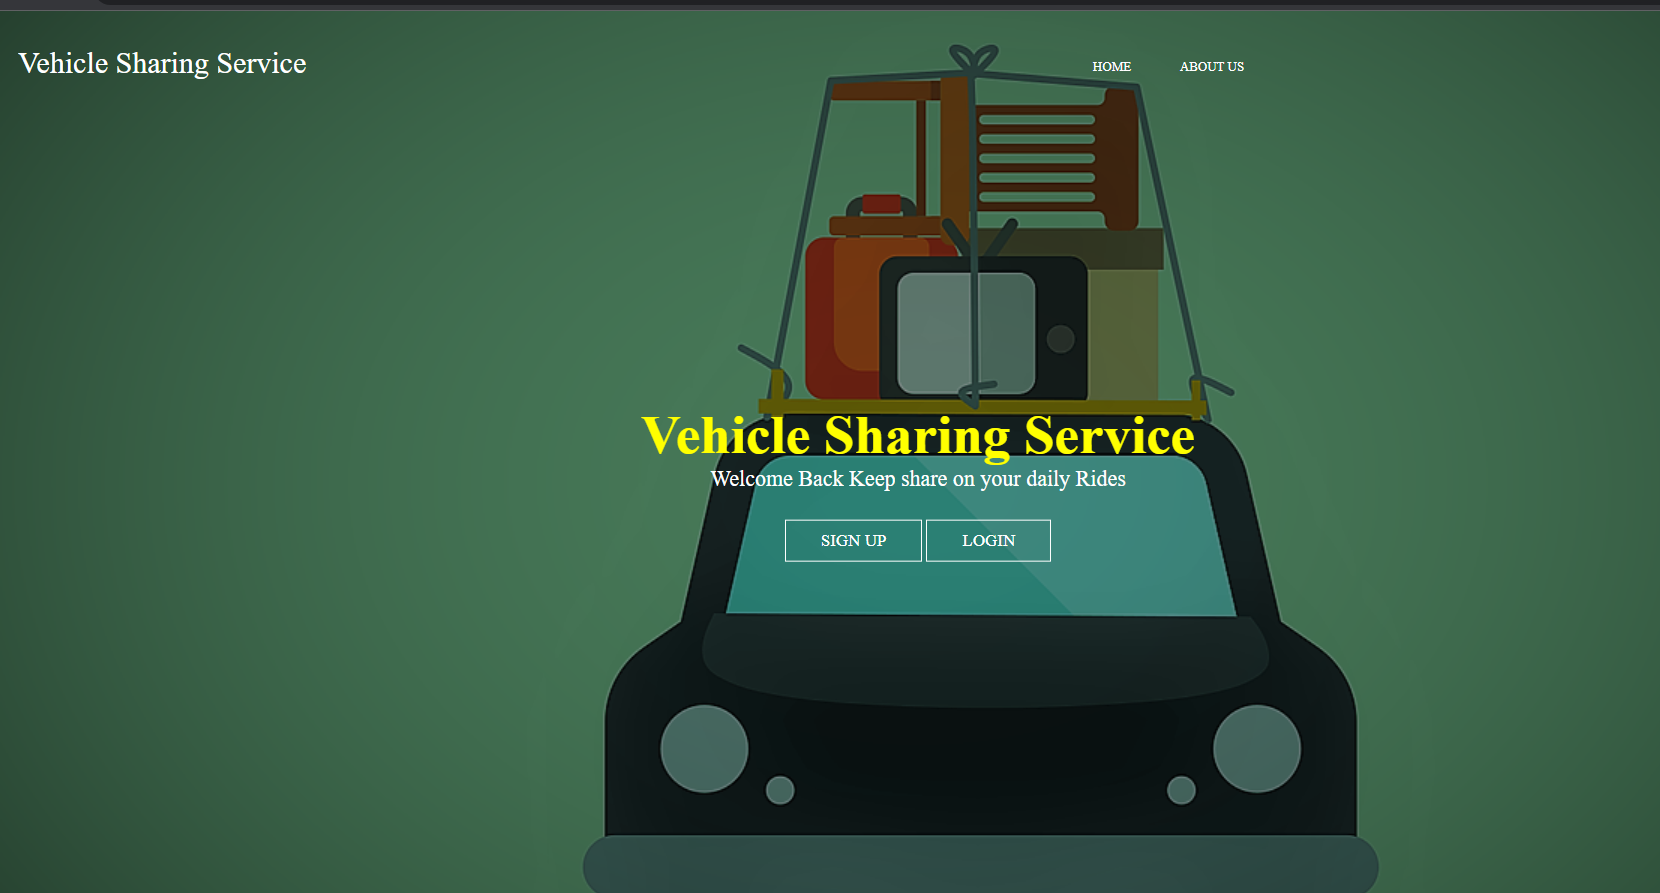 Vehicle Sharing Service
HOME ABOUT US
Vehicle Sharing Service
Welcome Back Keep share on your daily Rides
SIGN UP LOGIN